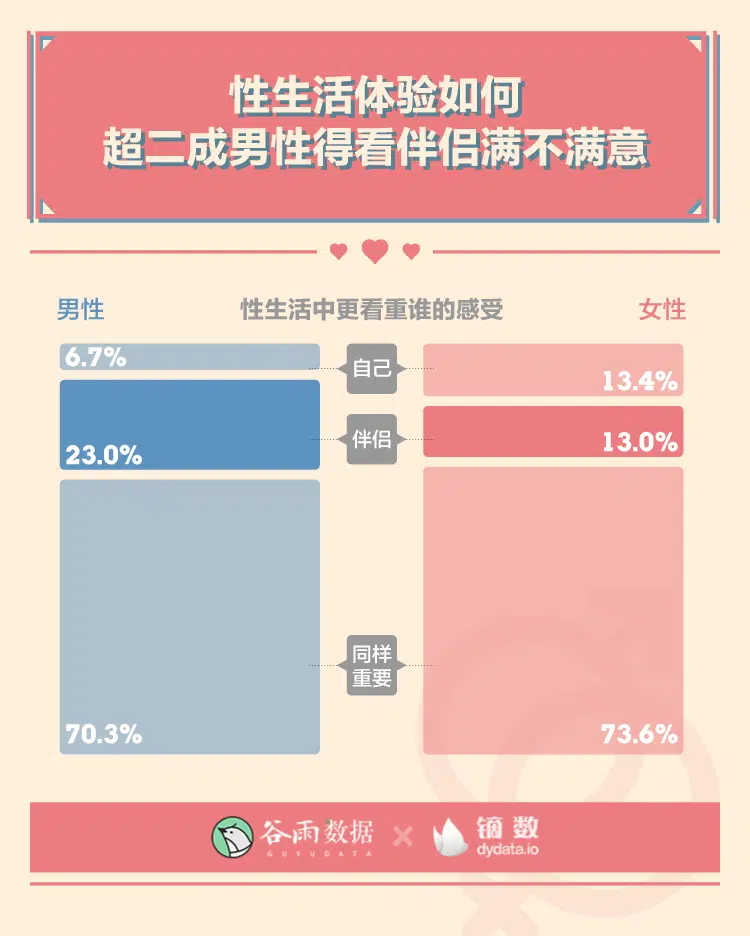 性生活体验如何
超二成男性得看伴侣满不满意
男性
性生活中更看重谁的感受
女性
6.7%
自己
13.4%
23.0%
伴侣
13.0%
70.3%
同样
重要
73.6%
谷雨数据
GUYUDATA
×
镝数
dydata.io